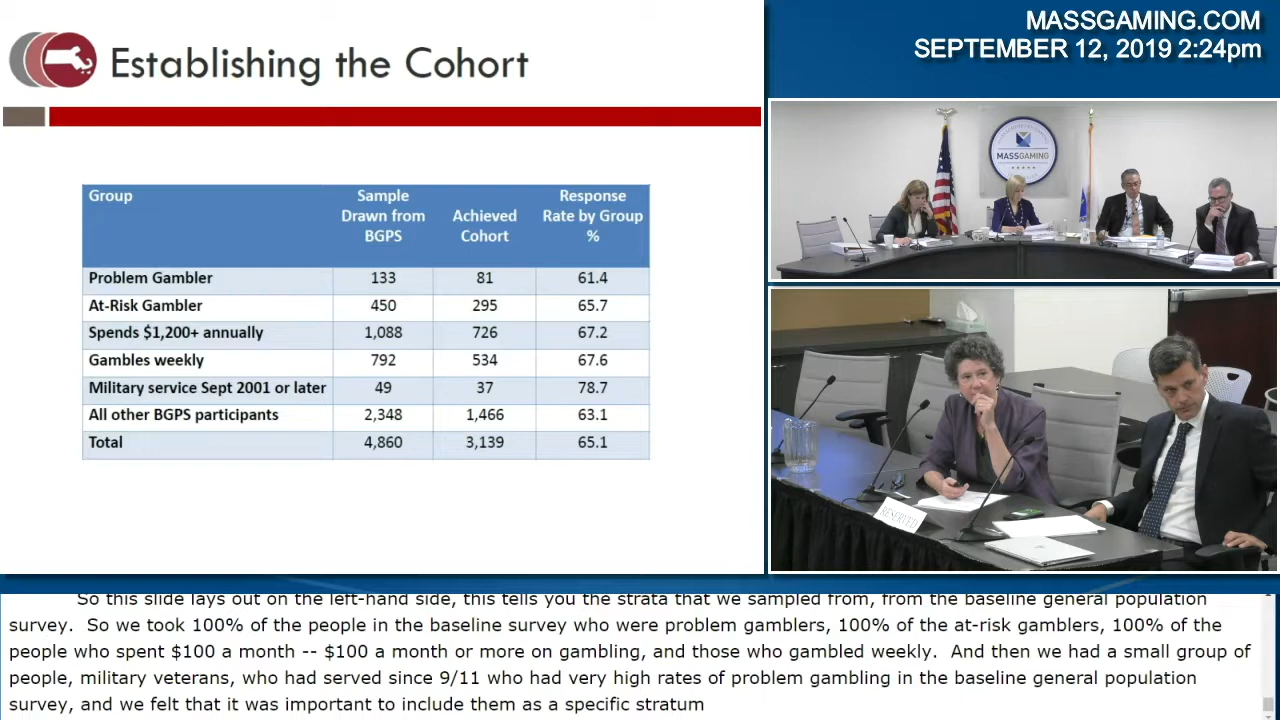 MASSGAMING.COM
SEPTEMBER 12, 2019 2:24pm
Establishing the Cohort
Group Sample Drawn from BGPS Achieved Cohort Response Rate by Group %
Problem Gambler 133 81 61.4
At-Risk Gambler 450 295 65.7
Spends $1,200+ annually 1,088 726 67.2
Gambles weekly 792 534 67.6
Military service Sept 2001 or later 49 37 78.7
All other BGPS participants 2,348 1,466 63.1
Total 4,860 3,139 65.1
MASSGAMING
RESERVED
So this slide lays out on the left-hand side, this tells you the strata that we sampled from, from the baseline general population
survey. So we took 100% of the people in the baseline survey who were problem gamblers, 100% of the at-risk gamblers, 100% of the
people who spent $100 a month -- $100 a month or more on gambling, and those who gambled weekly. And then we had a small group of
people, military veterans, who had served since 9/11 who had very high rates of problem gambling in the baseline general population
survey, and we felt that it was important to include them as a specific stratum